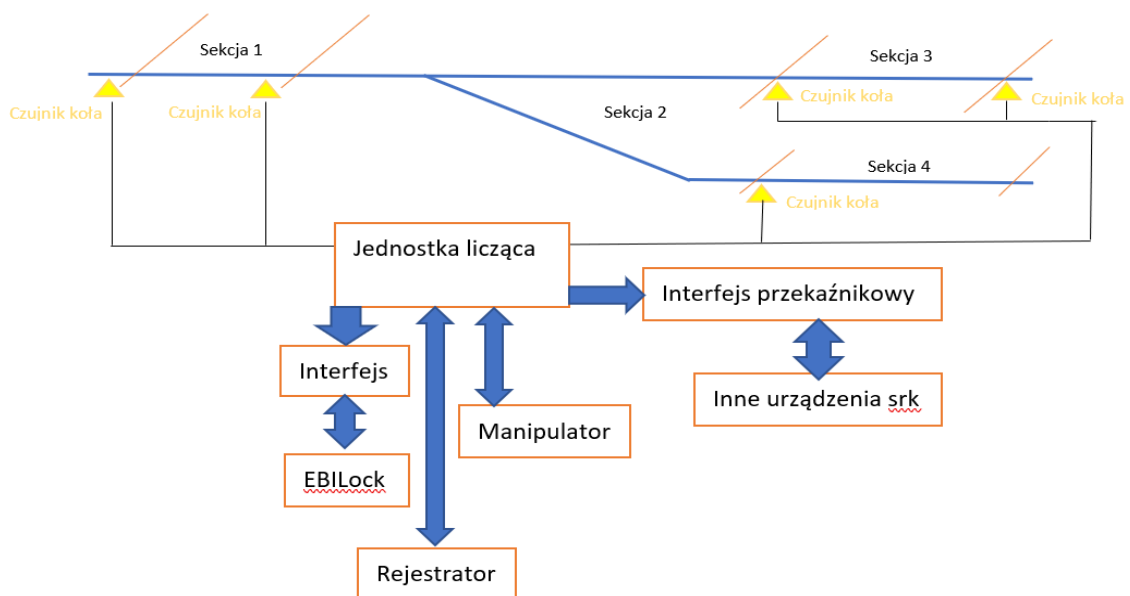 Sekcja 1
Sekcja 3
Czujnik koła
Czujnik koła
Czujnik koła
Czujnik koła
Sekcja 2
Sekcja 4
Czujnik koła
Jednostka licząca
Interfejs przekaźnikowy
Interfejs
Inne urządzenia srk
Manipulator
EBILock
Rejestrator